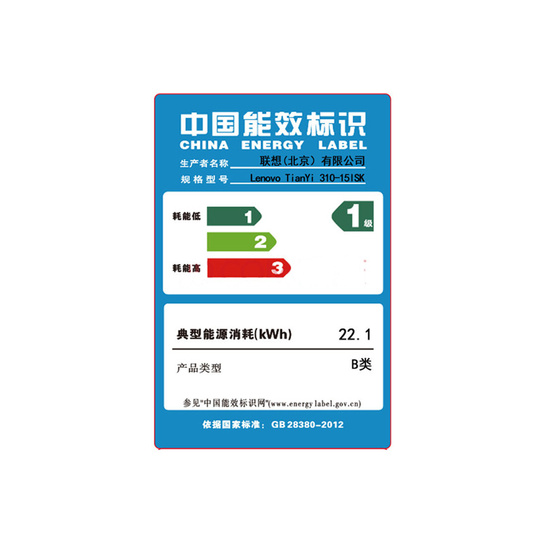 中国能效标识
CHINA ENERGY LABEL
生产者名称 联想(北京)有限公司
规格型号 Lenovo TianYi 310-15ISK
耗能低 1 1级
2
耗能高 3
典型能源消耗(kWh) 22.1
产品类型 B类
参见"中国能效标识网"(www.energylabel.gov.cn)
依据国家标准：GB 28380-2012